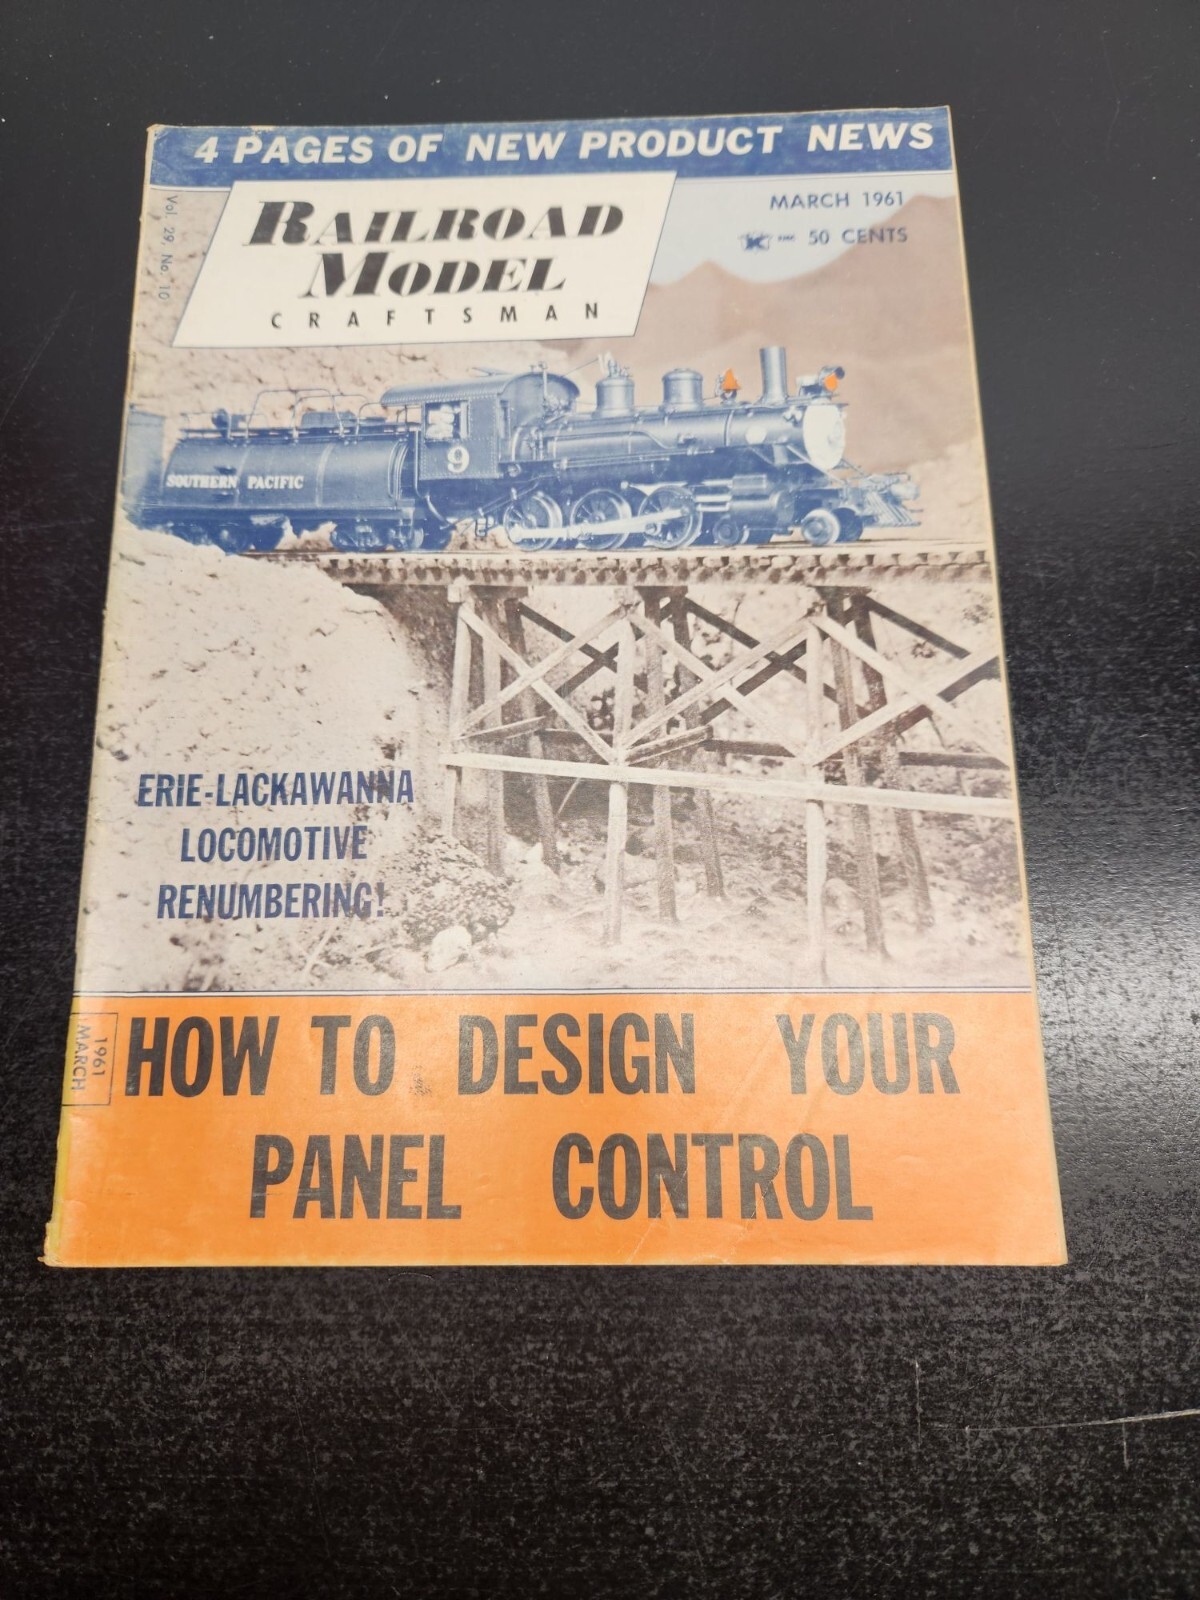 4 PAGES OF NEW PRODUCT NEWS
Vol. 29, No. 10
RAILROAD
MODEL
CRAFTSMAN
MARCH 1961
50 CENTS
9
SOUTHERN PACIFIC
ERIE-LACKAWANNA
LOCOMOTIVE
RENUMBERING!
1961
MARCH
HOW TO DESIGN YOUR
PANEL CONTROL